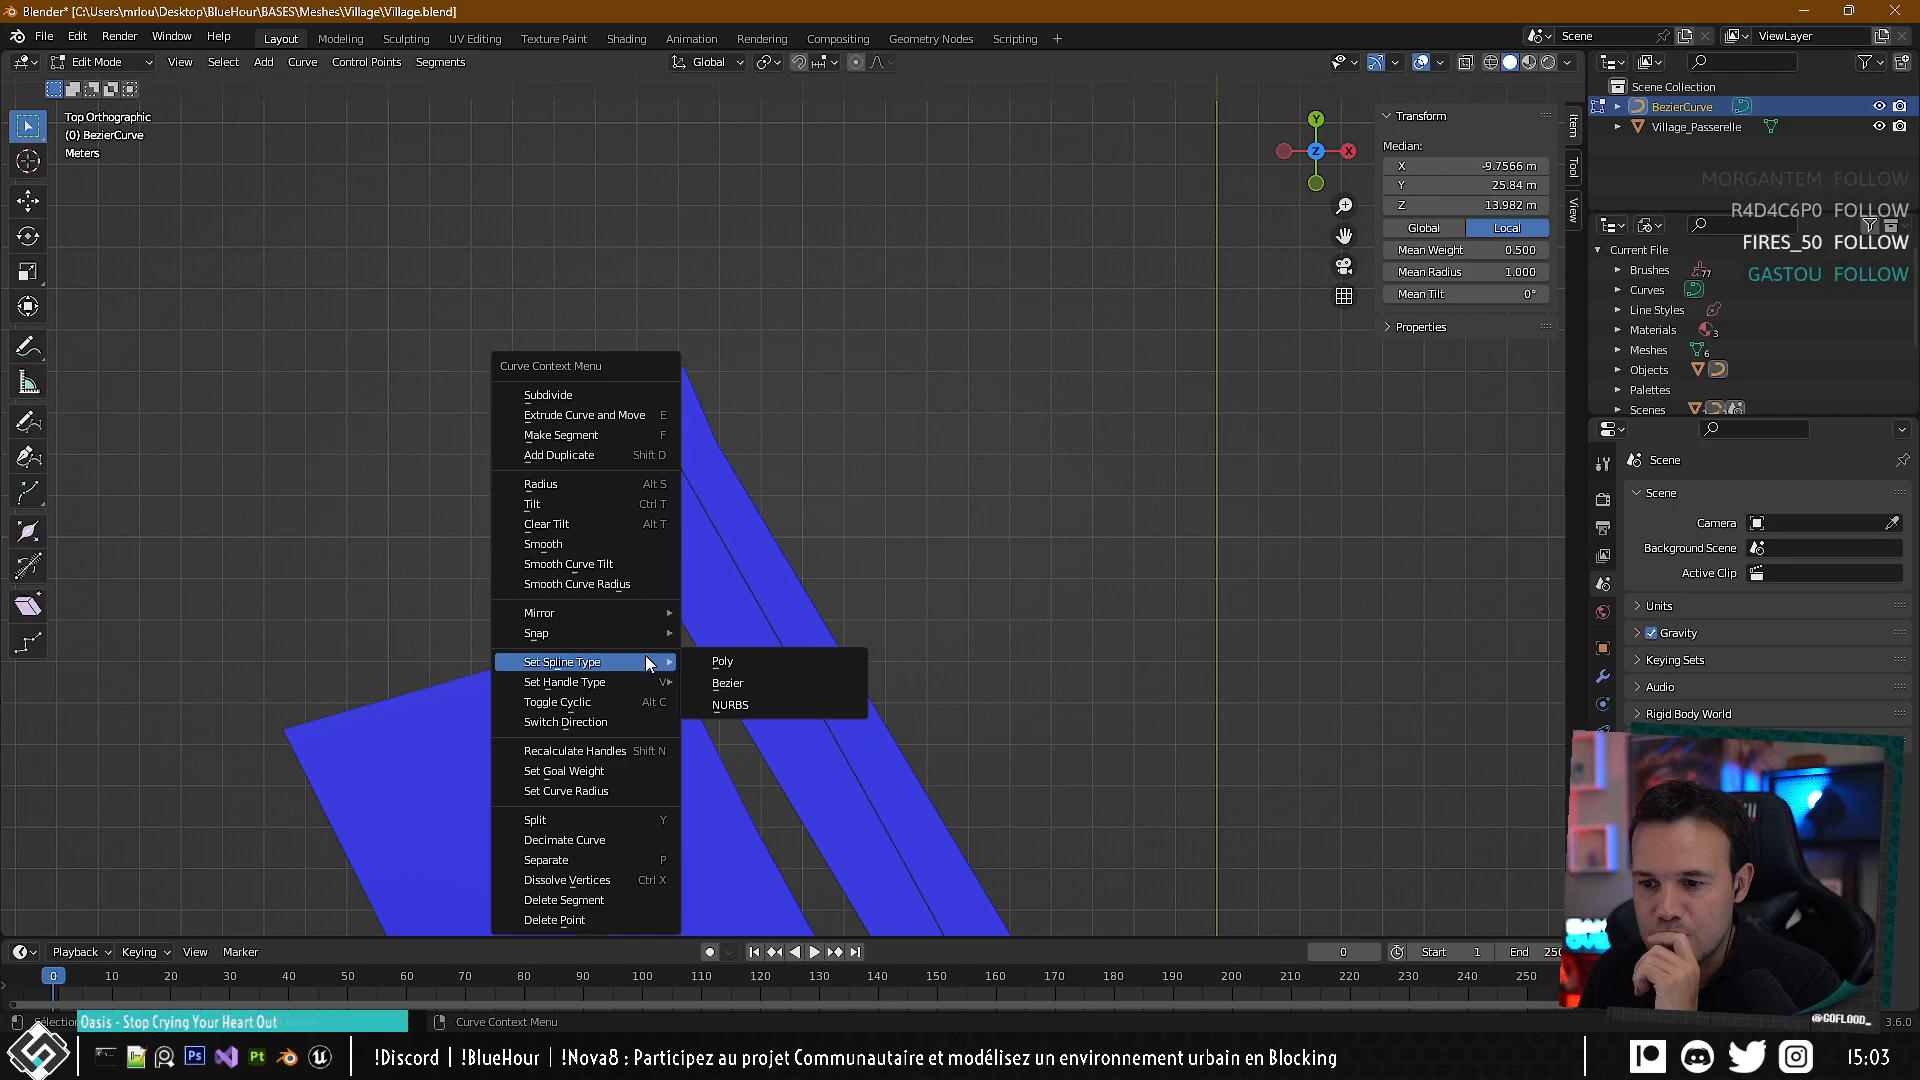 Blender* [C:\Users\mrlou\Desktop\BlueHour\BASES\Meshes\Village\Village.blend]
File Edit Render Window Help Layout Modeling Sculpting UV Editing Texture Paint Shading Animation Rendering Compositing Geometry Nodes Scripting + Scene ViewLayer
Edit Mode View Select Add Curve Control Points Segments Global
Top Orthographic
(0) BezierCurve
Meters
Y
Z
X
Transform
Median:
X -9.7566 m
Y 25.84 m
Z 13.982 m
Global Local
Mean Weight 0.500
Mean Radius 1.000
Mean Tilt 0°
Properties
Item
Tool
View
Scene Collection
BezierCurve
Village_Passerelle
MORGANTEM FOLLOW
R4D4C6P0 FOLLOW
FIRES_50 FOLLOW
GASTOU FOLLOW
Current File
Brushes 77
Curves
Line Styles
Materials 3
Meshes 6
Objects
Palettes
Scenes
Scene
Scene
Camera
Background Scene
Active Clip
Units
Gravity
Keying Sets
Audio
Rigid Body World
Curve Context Menu
Subdivide
Extrude Curve and Move E
Make Segment F
Add Duplicate Shift D
Radius Alt S
Tilt Ctrl T
Clear Tilt Alt T
Smooth
Smooth Curve Tilt
Smooth Curve Radius
Mirror
Snap
Set Spline Type
Set Handle Type V
Toggle Cyclic Alt C
Switch Direction
Recalculate Handles Shift N
Set Goal Weight
Set Curve Radius
Split Y
Decimate Curve
Separate P
Dissolve Vertices Ctrl X
Delete Segment
Delete Point
Poly
Bezier
NURBS
Playback Keying View Marker 0 Start 1 End 250
0 10 20 30 40 50 60 70 80 90 100 110 120 130 140 150 160 170 180 190 200 210 220 230 240 250
Oasis - Stop Crying Your Heart Out
Curve Context Menu
@GOFLOOD_
3.6.0
Ps Pt
!Discord | !BlueHour | !Nova8 : Participez au projet Communautaire et modélisez un environnement urbain en Blocking
15:03